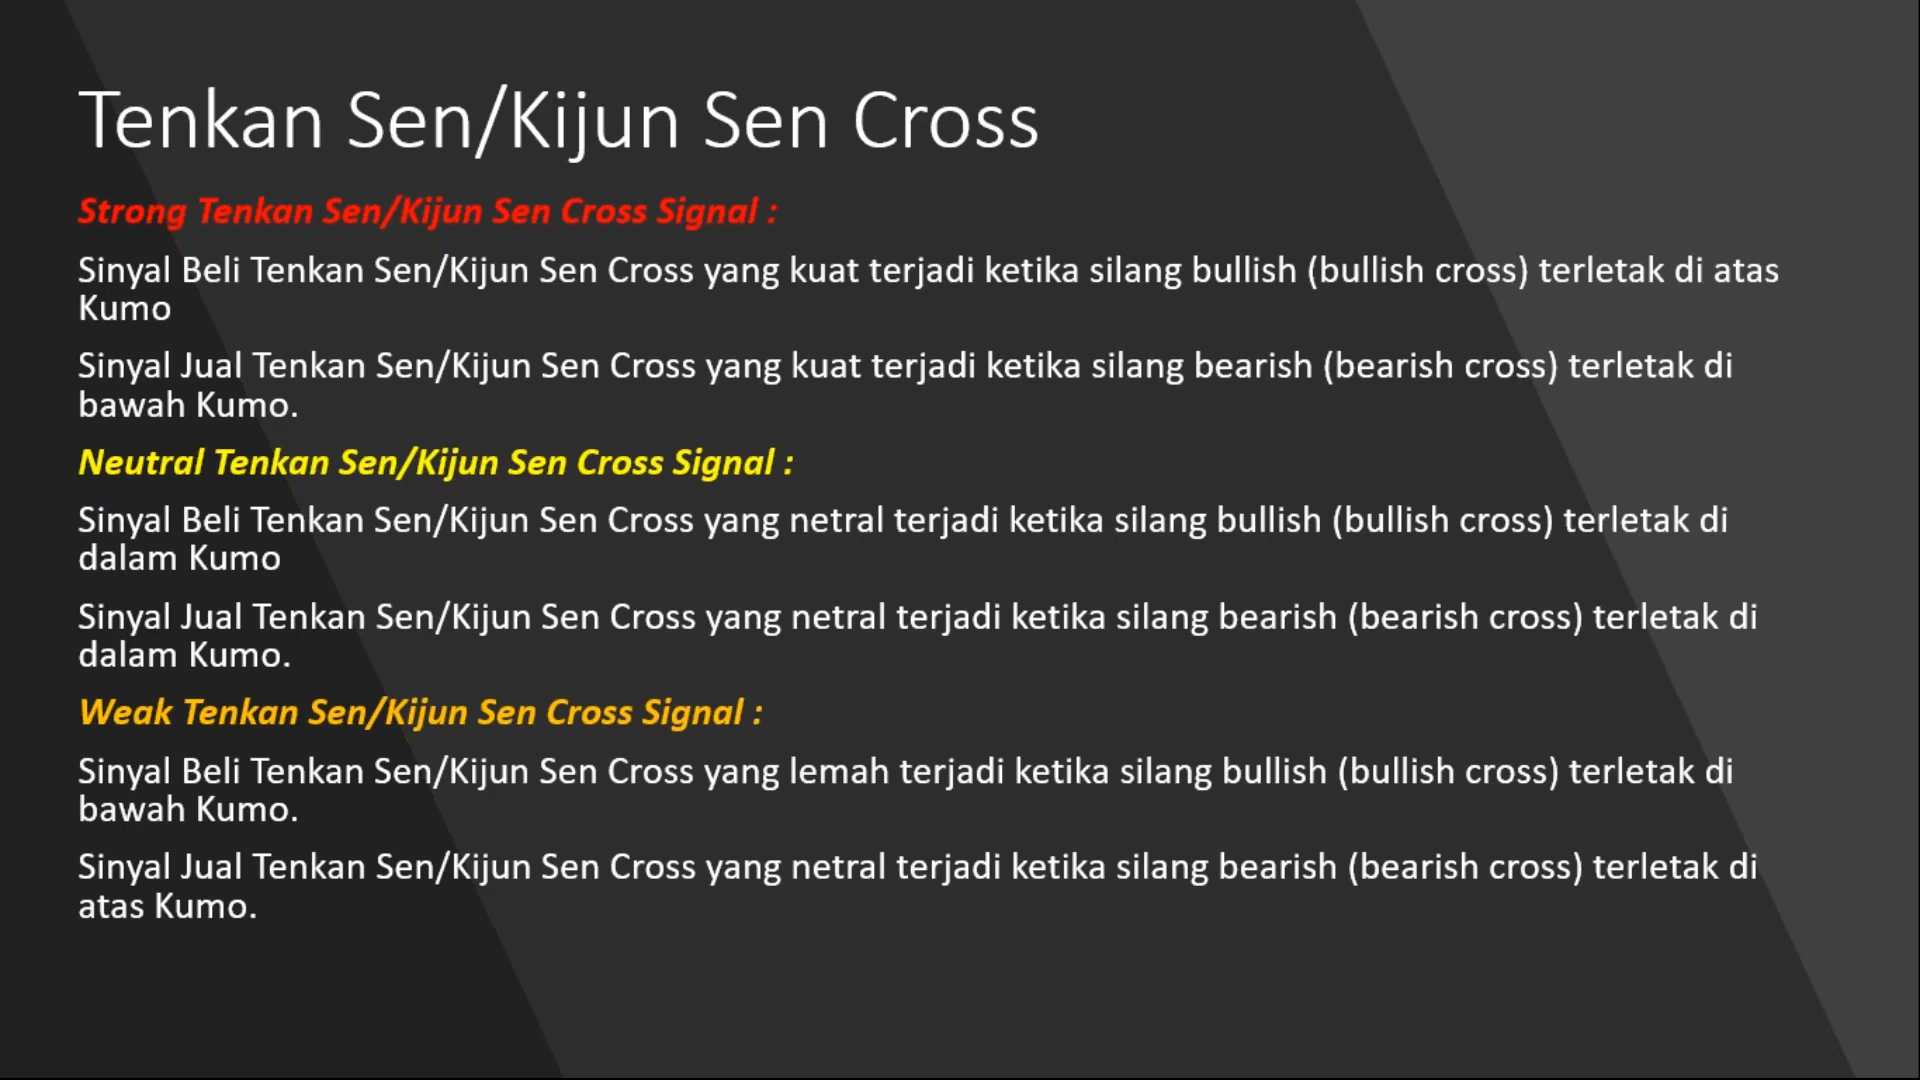 Tenkan Sen/Kijun Sen Cross
Strong Tenkan Sen/Kijun Sen Cross Signal :
Sinyal Beli Tenkan Sen/Kijun Sen Cross yang kuat terjadi ketika silang bullish (bullish cross) terletak di atas
Kumo
Sinyal Jual Tenkan Sen/Kijun Sen Cross yang kuat terjadi ketika silang bearish (bearish cross) terletak di
bawah Kumo.
Neutral Tenkan Sen/Kijun Sen Cross Signal :
Sinyal Beli Tenkan Sen/Kijun Sen Cross yang netral terjadi ketika silang bullish (bullish cross) terletak di
dalam Kumo
Sinyal Jual Tenkan Sen/Kijun Sen Cross yang netral terjadi ketika silang bearish (bearish cross) terletak di
dalam Kumo.
Weak Tenkan Sen/Kijun Sen Cross Signal :
Sinyal Beli Tenkan Sen/Kijun Sen Cross yang lemah terjadi ketika silang bullish (bullish cross) terletak di
bawah Kumo.
Sinyal Jual Tenkan Sen/Kijun Sen Cross yang netral terjadi ketika silang bearish (bearish cross) terletak di
atas Kumo.